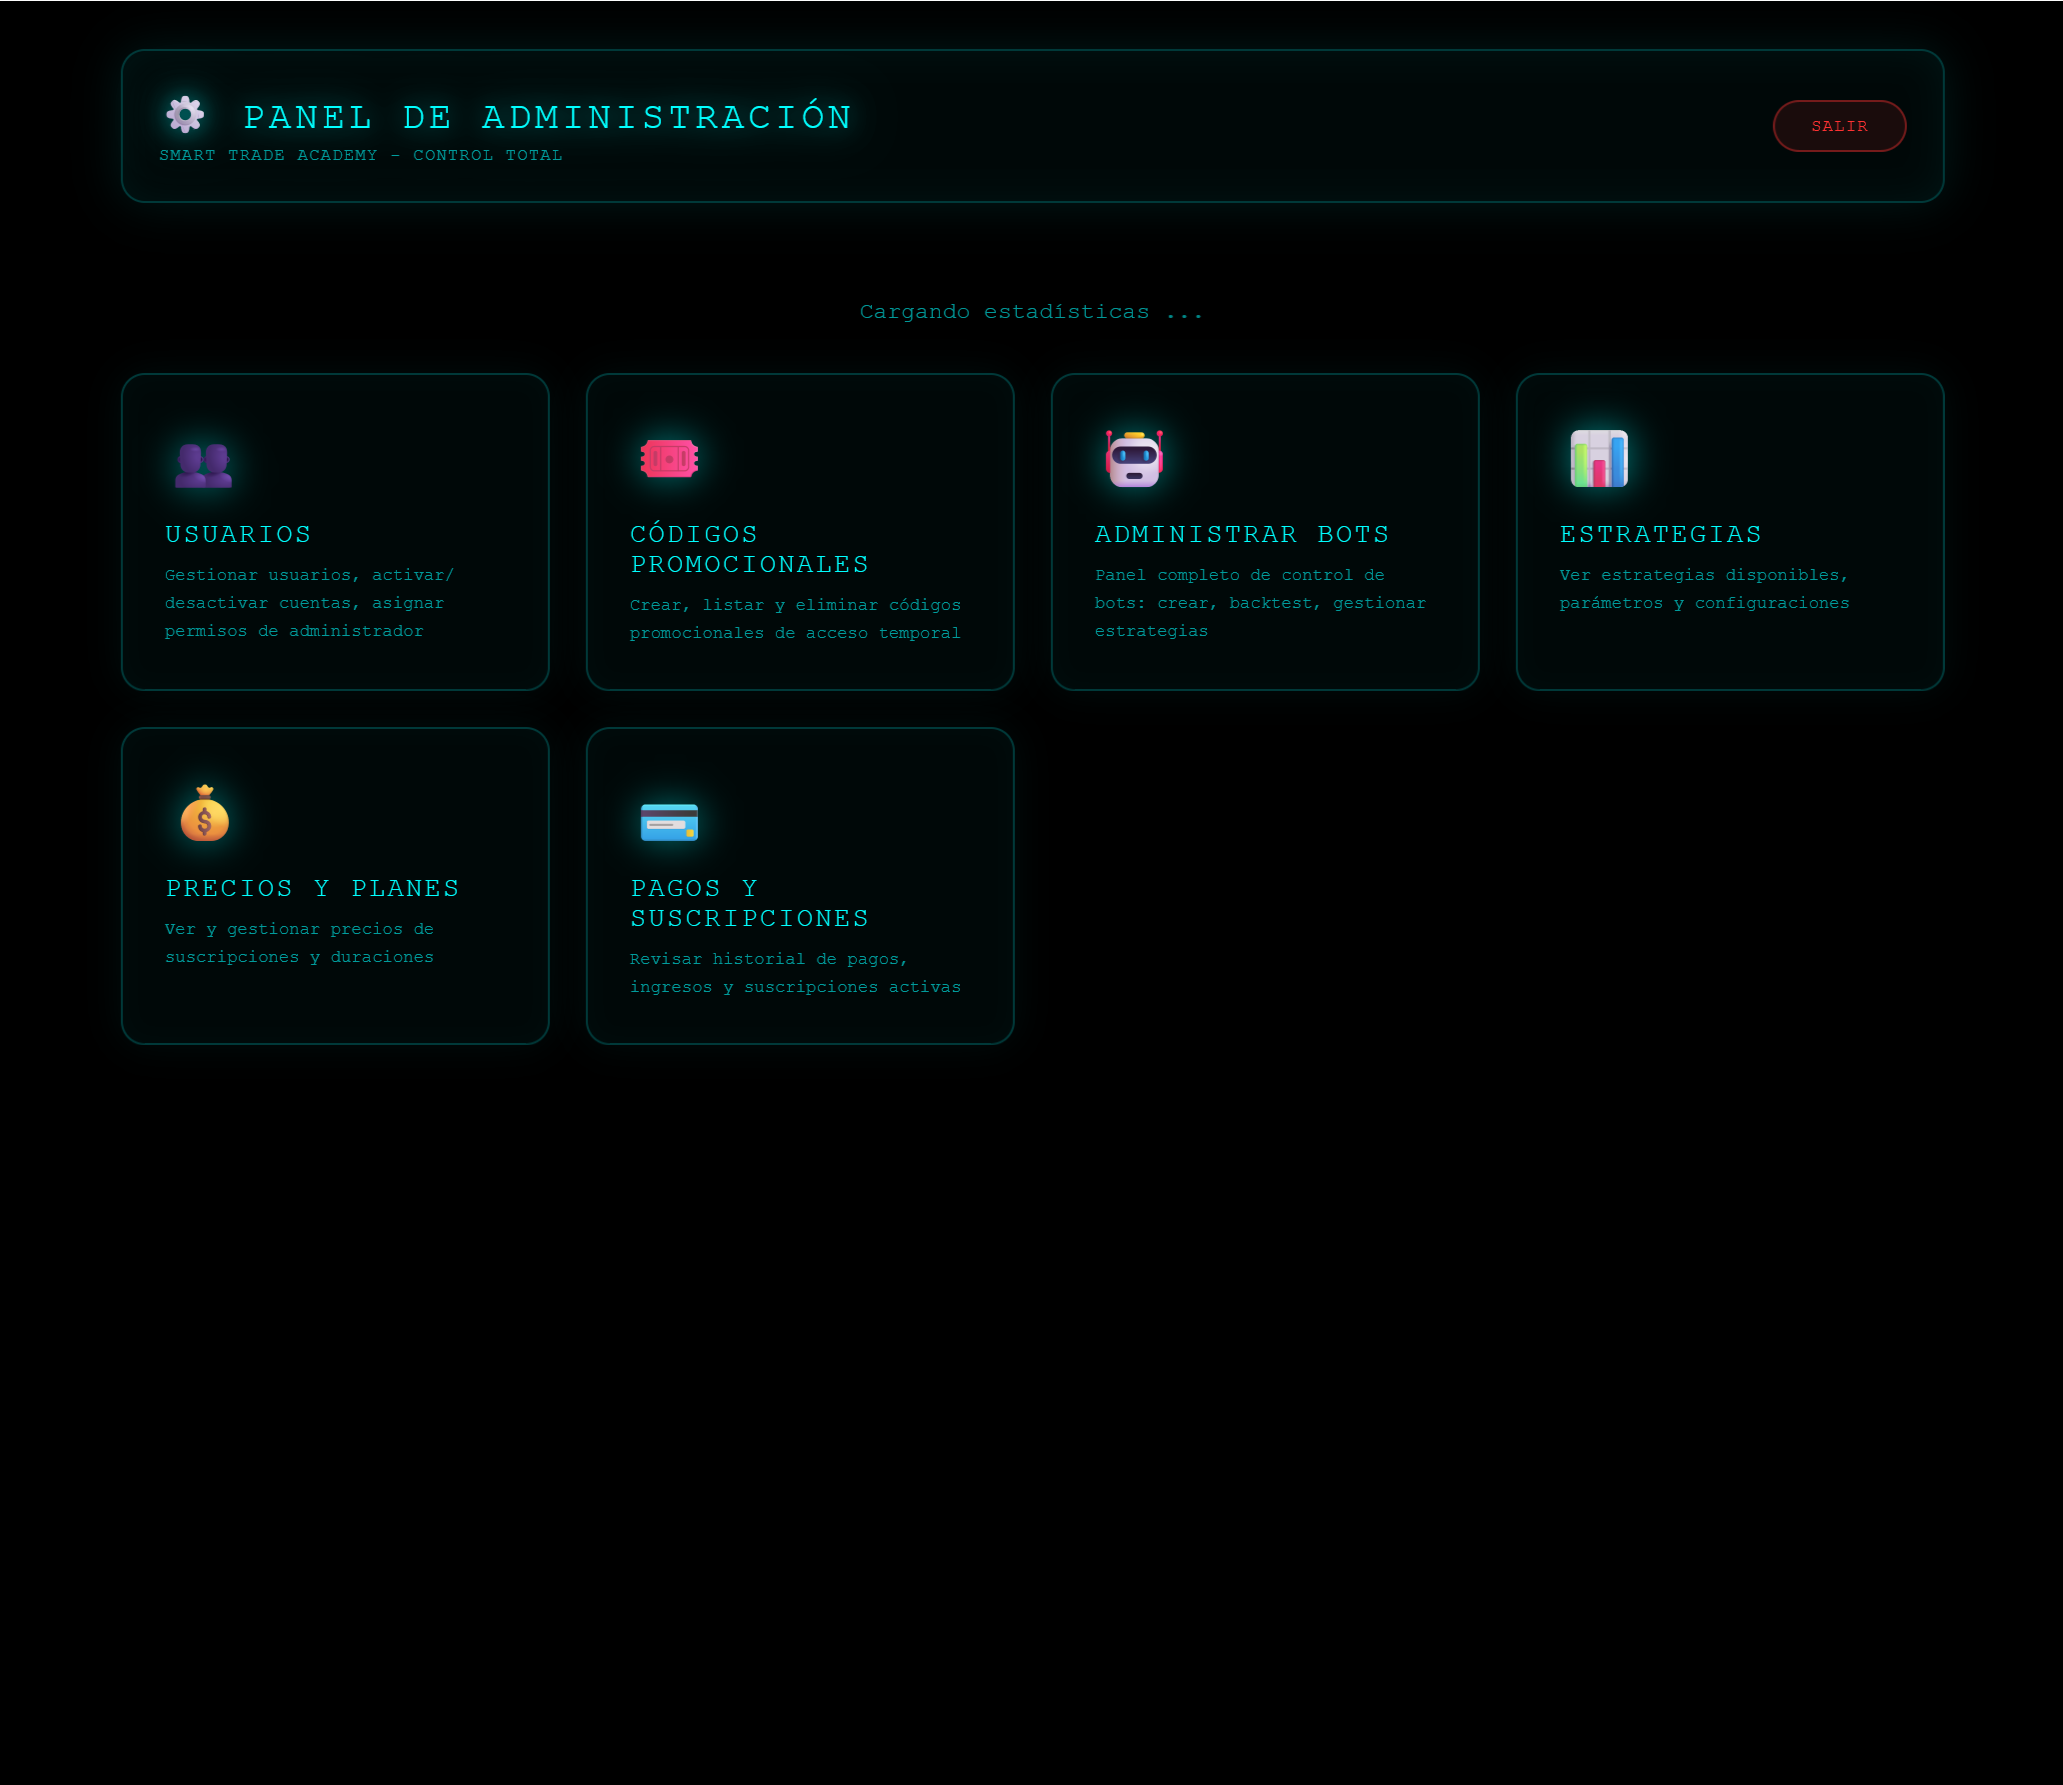 PANEL DE ADMINISTRACIÓN
SMART TRADE ACADEMY - CONTROL TOTAL
SALIR
Cargando estadísticas ...
USUARIOS
Gestionar usuarios, activar/
desactivar cuentas, asignar
permisos de administrador
CÓDIGOS
PROMOCIONALES
Crear, listar y eliminar códigos
promocionales de acceso temporal
ADMINISTRAR BOTS
Panel completo de control de
bots: crear, backtest, gestionar
estrategias
ESTRATEGIAS
Ver estrategias disponibles,
parámetros y configuraciones
PRECIOS Y PLANES
Ver y gestionar precios de
suscripciones y duraciones
PAGOS Y
SUSCRIPCIONES
Revisar historial de pagos,
ingresos y suscripciones activas